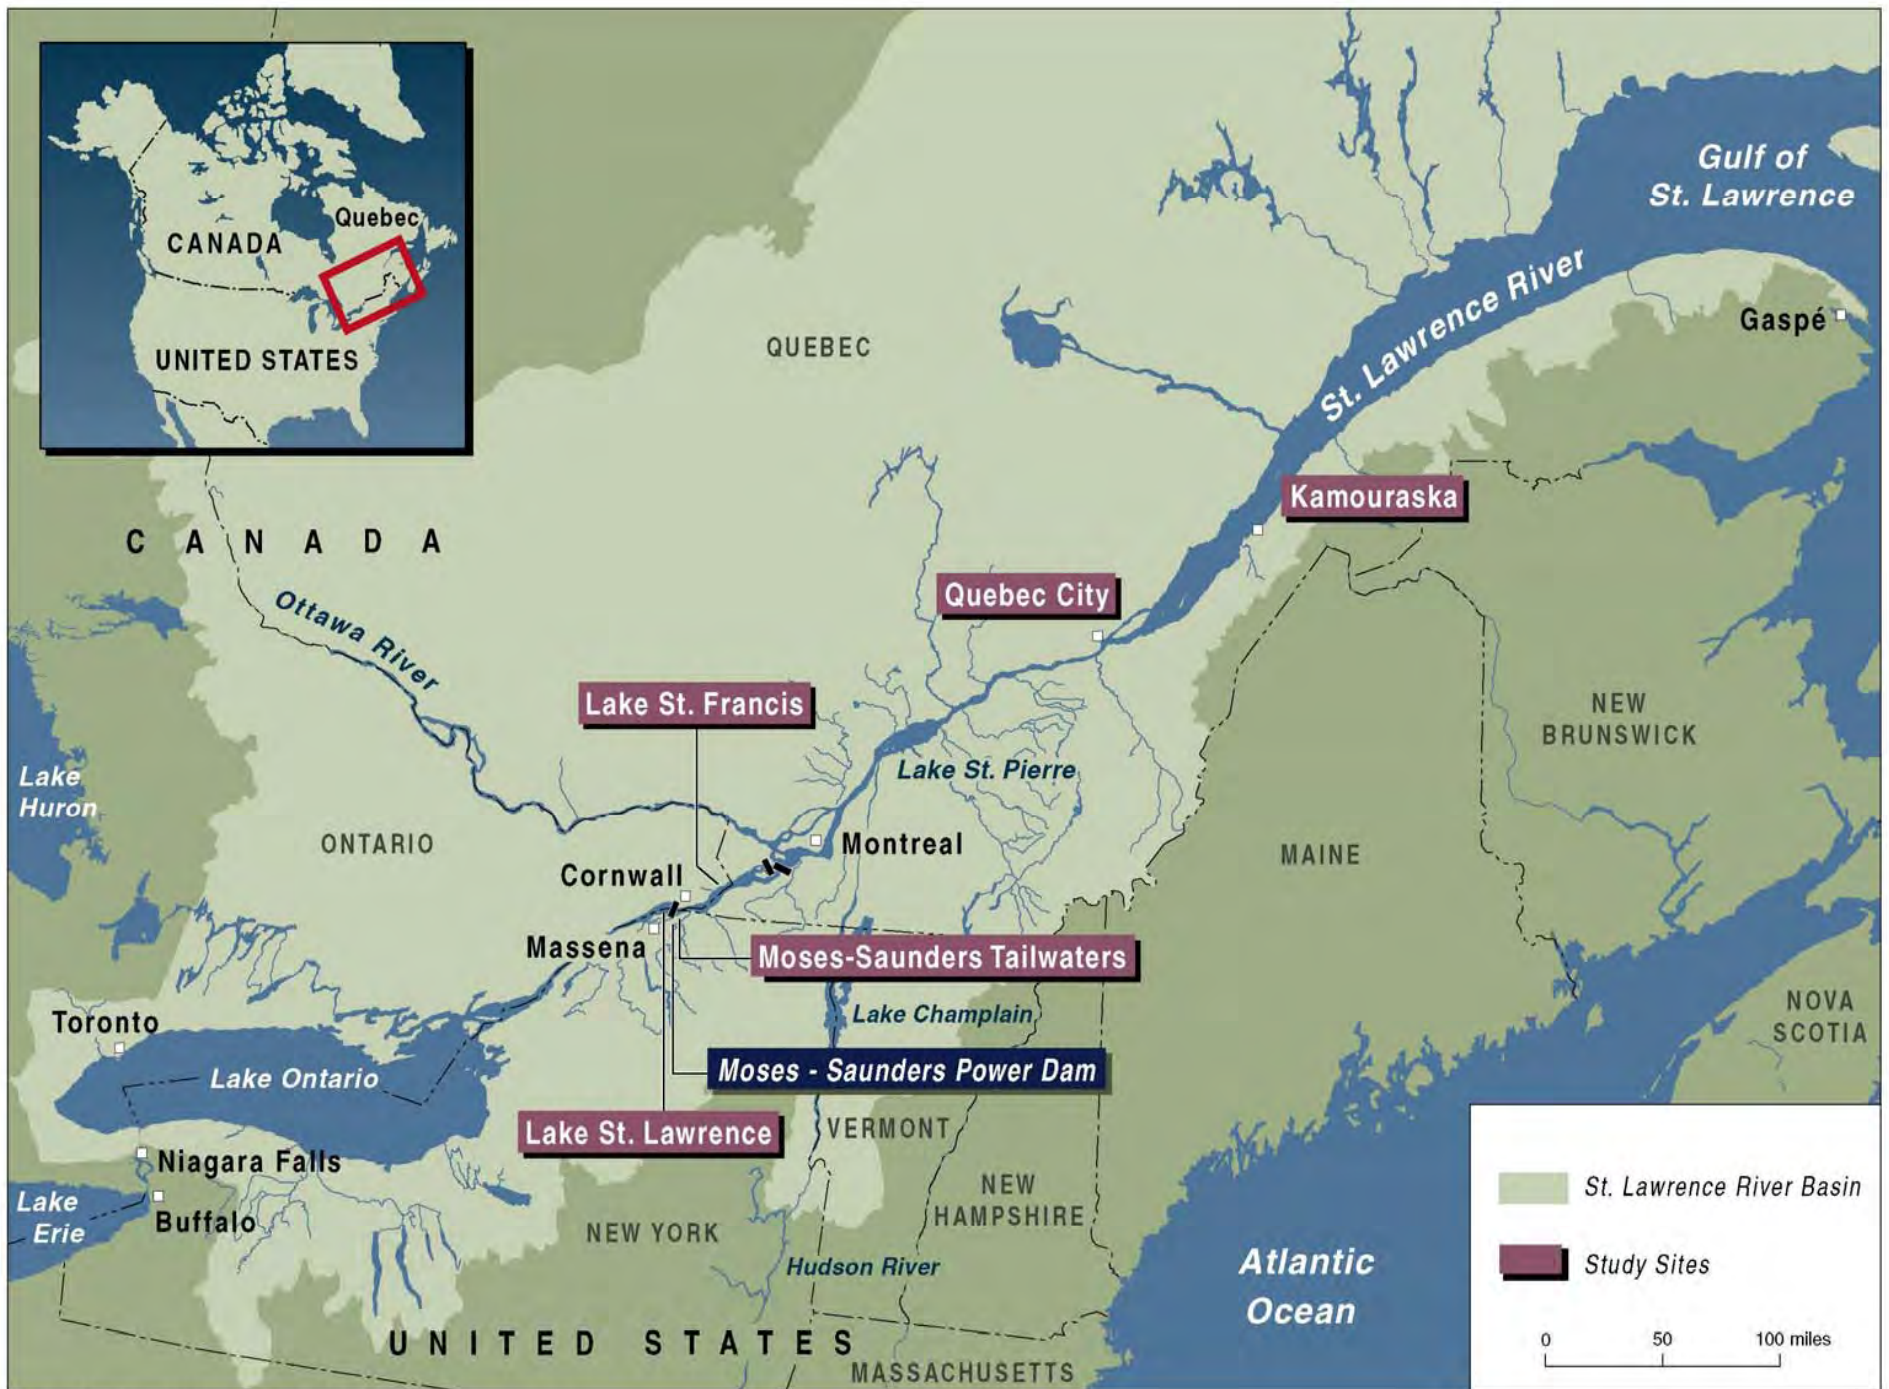 Quebec
CANADA
UNITED STATES
Gulf of
St. Lawrence
St. Lawrence River
Gaspé
QUEBEC
Kamouraska
CANADA
Ottawa River
Quebec City
Lake St. Francis
NEW
BRUNSWICK
Lake St. Pierre
Lake
Huron
ONTARIO
Montreal
MAINE
Cornwall
Massena
Moses-Saunders Tailwaters
Toronto
Lake Champlain
NOVA
SCOTIA
Lake Ontario
Moses - Saunders Power Dam
Lake St. Lawrence
VERMONT
Niagara Falls
Lake
Erie
Buffalo
NEW YORK
NEW
HAMPSHIRE
Hudson River
Atlantic
Ocean
UNITED STATES
MASSACHUSETTS
St. Lawrence River Basin
Study Sites
0 50 100 miles